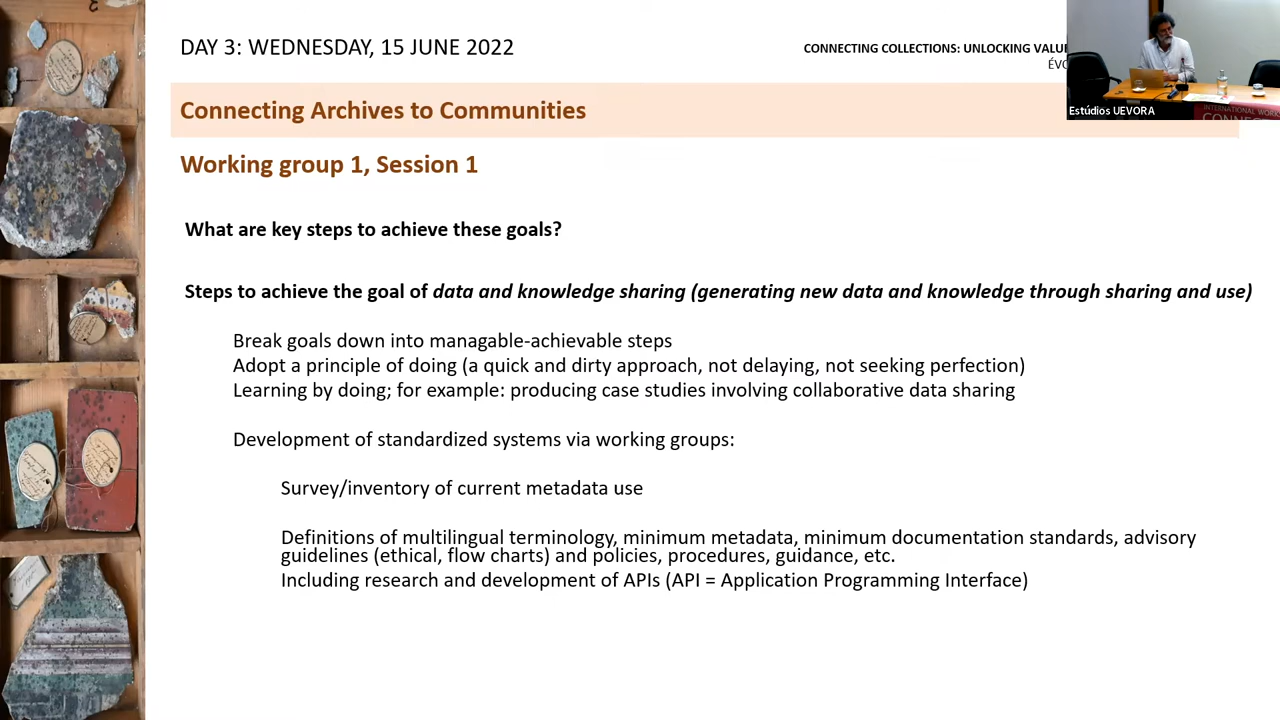 DAY 3: WEDNESDAY, 15 JUNE 2022
CONNECTING COLLECTIONS: UNLOCKING
Estúdios UEVORA
INTERNATIONAL
Connecting Archives to Communities
Working group 1, Session 1
What are key steps to achieve these goals?
Steps to achieve the goal of data and knowledge sharing (generating new data and knowledge through sharing and use)
Break goals down into managable-achievable steps
Adopt a principle of doing (a quick and dirty approach, not delaying, not seeking perfection)
Learning by doing; for example: producing case studies involving collaborative data sharing
Development of standardized systems via working groups:
Survey/inventory of current metadata use
Definitions of multilingual terminology, minimum metadata, minimum documentation standards, advisory
guidelines (ethical, flow charts) and policies, procedures, guidance, etc.
Including research and development of APIs (API = Application Programming Interface)